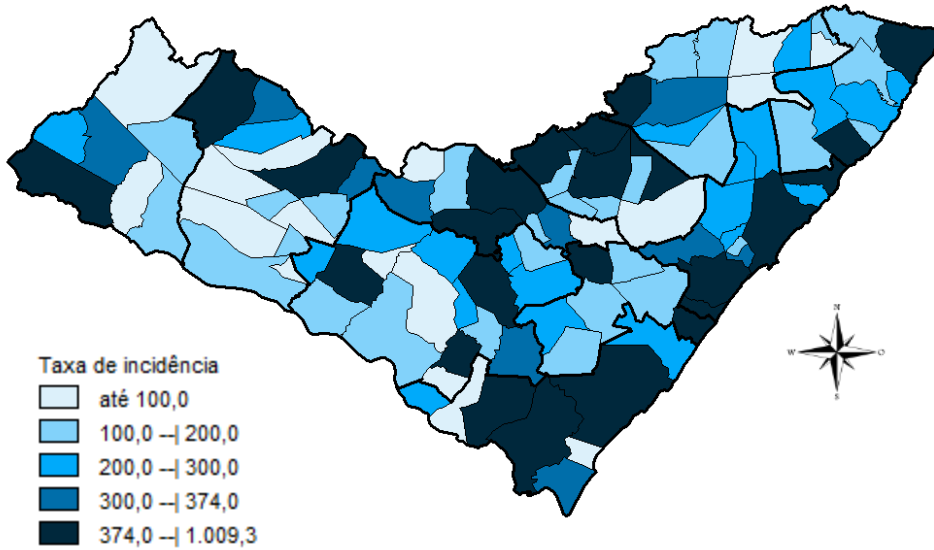 N
W
O
S
Taxa de incidência
até 100,0
100,0 --| 200,0
200,0 --| 300,0
300,0 --| 374,0
374,0 --| 1.009,3